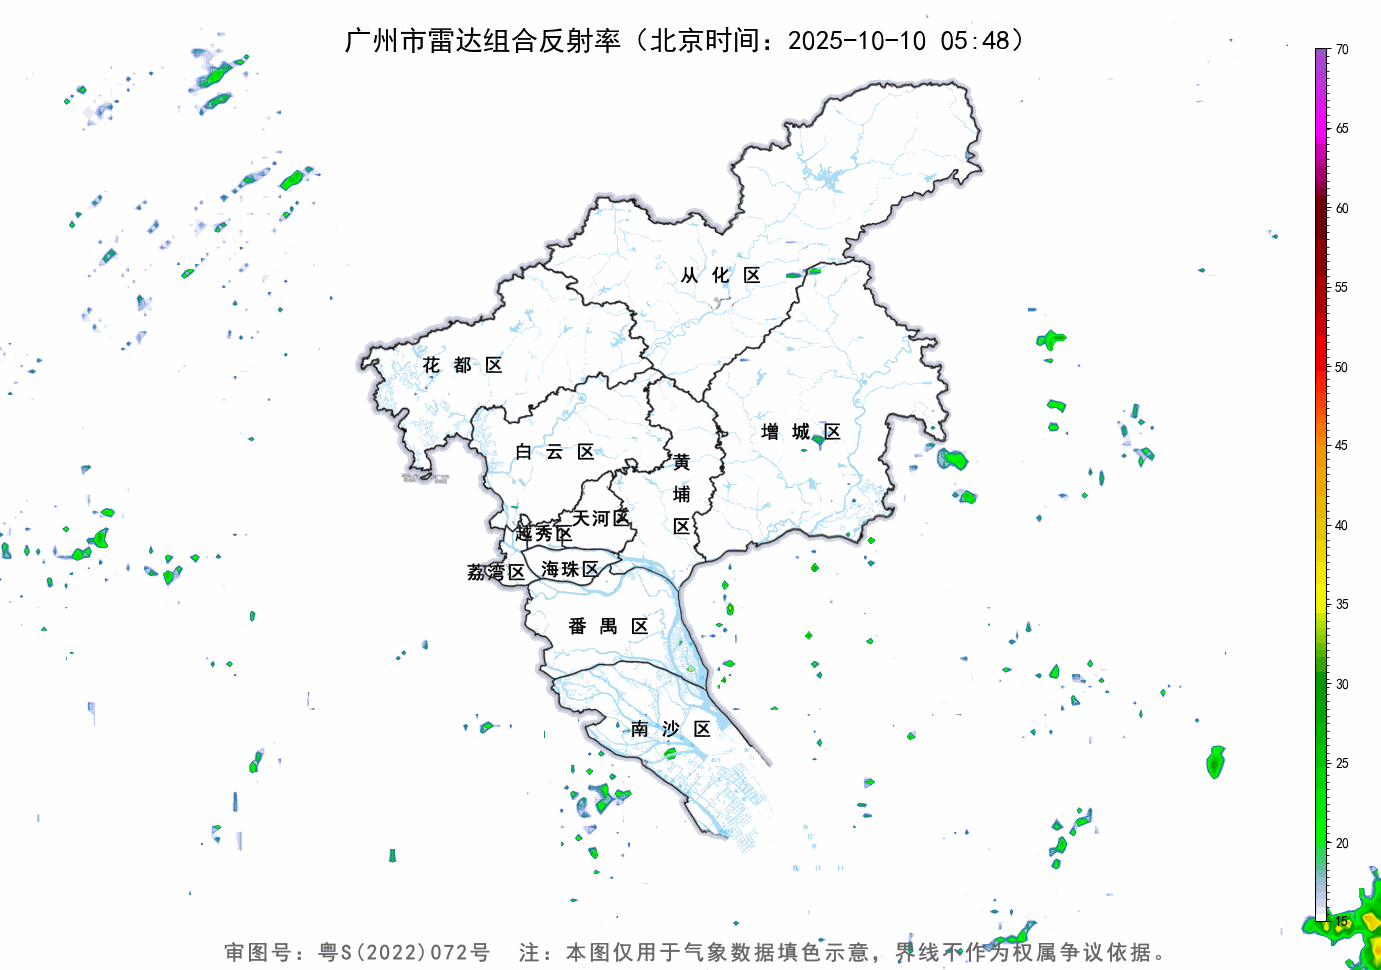 广州市雷达组合反射率（北京时间：2025-10-10 05:48）
70
65
60
55
50
45
40
35
30
25
20
15
从化区
花都区
增城区
白云区
黄埔区
天河区
越秀区
荔湾区
海珠区
番禺区
南沙区
审图号：粤S(2022)072号 注：本图仅用于气象数据填色示意，界线不作为权属争议依据。